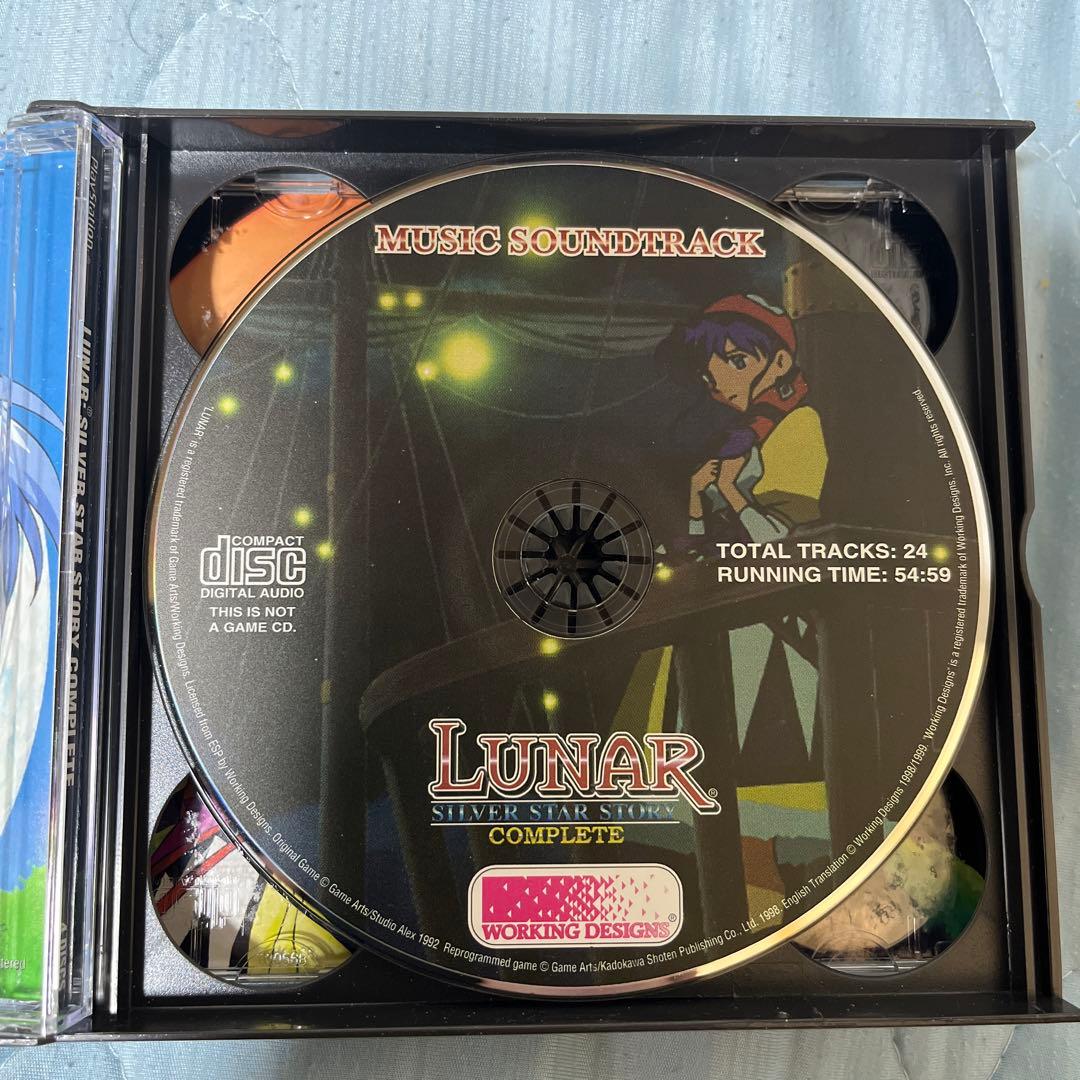 PlayStation
LUNAR® SILVER STAR STORY COMPLETE
MUSIC SOUNDTRACK
COMPACT
disc
DIGITAL AUDIO
THIS IS NOT
A GAME CD.
TOTAL TRACKS: 24
RUNNING TIME: 54:59
LUNAR®
SILVER STAR STORY
COMPLETE
WORKING DESIGNS®
"LUNAR" is a registered trademark of Game Arts/Working Designs. Licensed from ESP by Working Designs. Original Game © Game Arts/Studio Alex 1992. Reprogrammed game © Game Arts/Kadokawa Shoten Publishing Co., Ltd. 1998. English Translation © Working Designs 1998/1999. "Working Designs" is a registered trademark of Working Designs, Inc. All rights reserved.